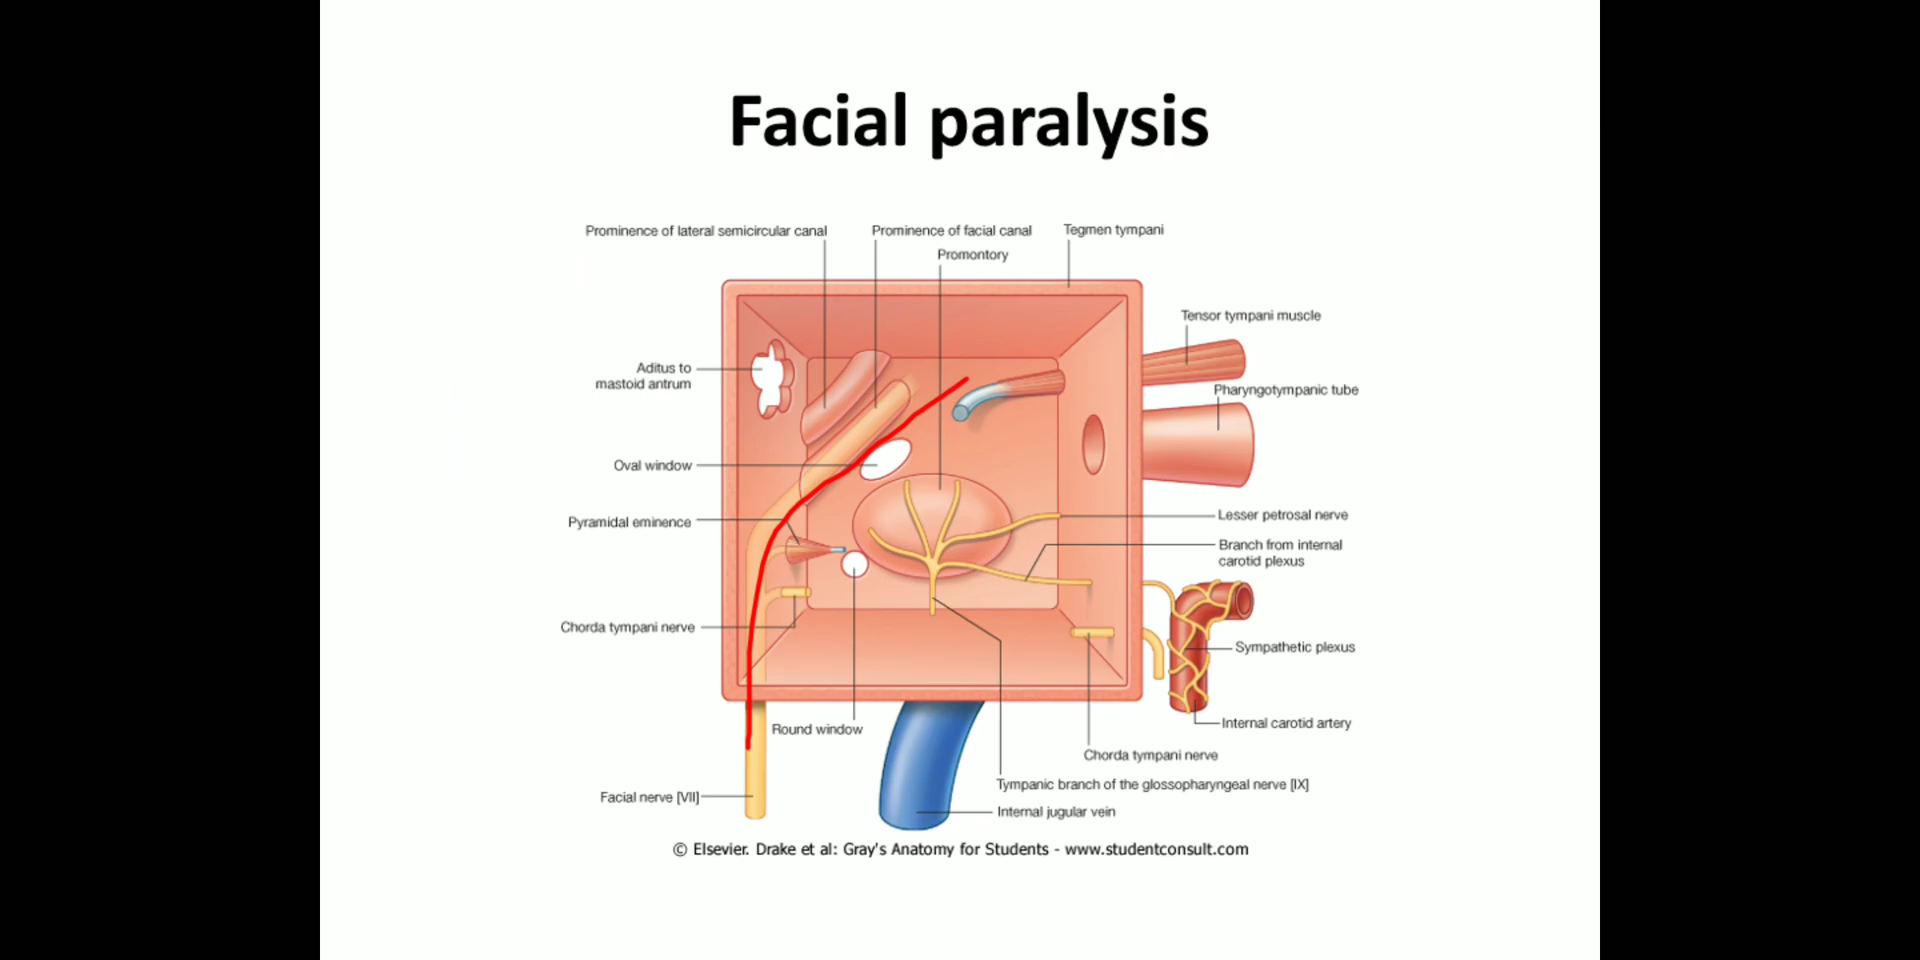 Facial paralysis
Prominence of lateral semicircular canal
Prominence of facial canal
Tegmen tympani
Promontory
Tensor tympani muscle
Aditus to
mastoid antrum
Pharyngotympanic tube
Oval window
Pyramidal eminence
Lesser petrosal nerve
Branch from internal
carotid plexus
Chorda tympani nerve
Sympathetic plexus
Round window
Internal carotid artery
Chorda tympani nerve
Tympanic branch of the glossopharyngeal nerve [IX]
Facial nerve [VII]
Internal jugular vein
© Elsevier. Drake et al: Gray's Anatomy for Students - www.studentconsult.com